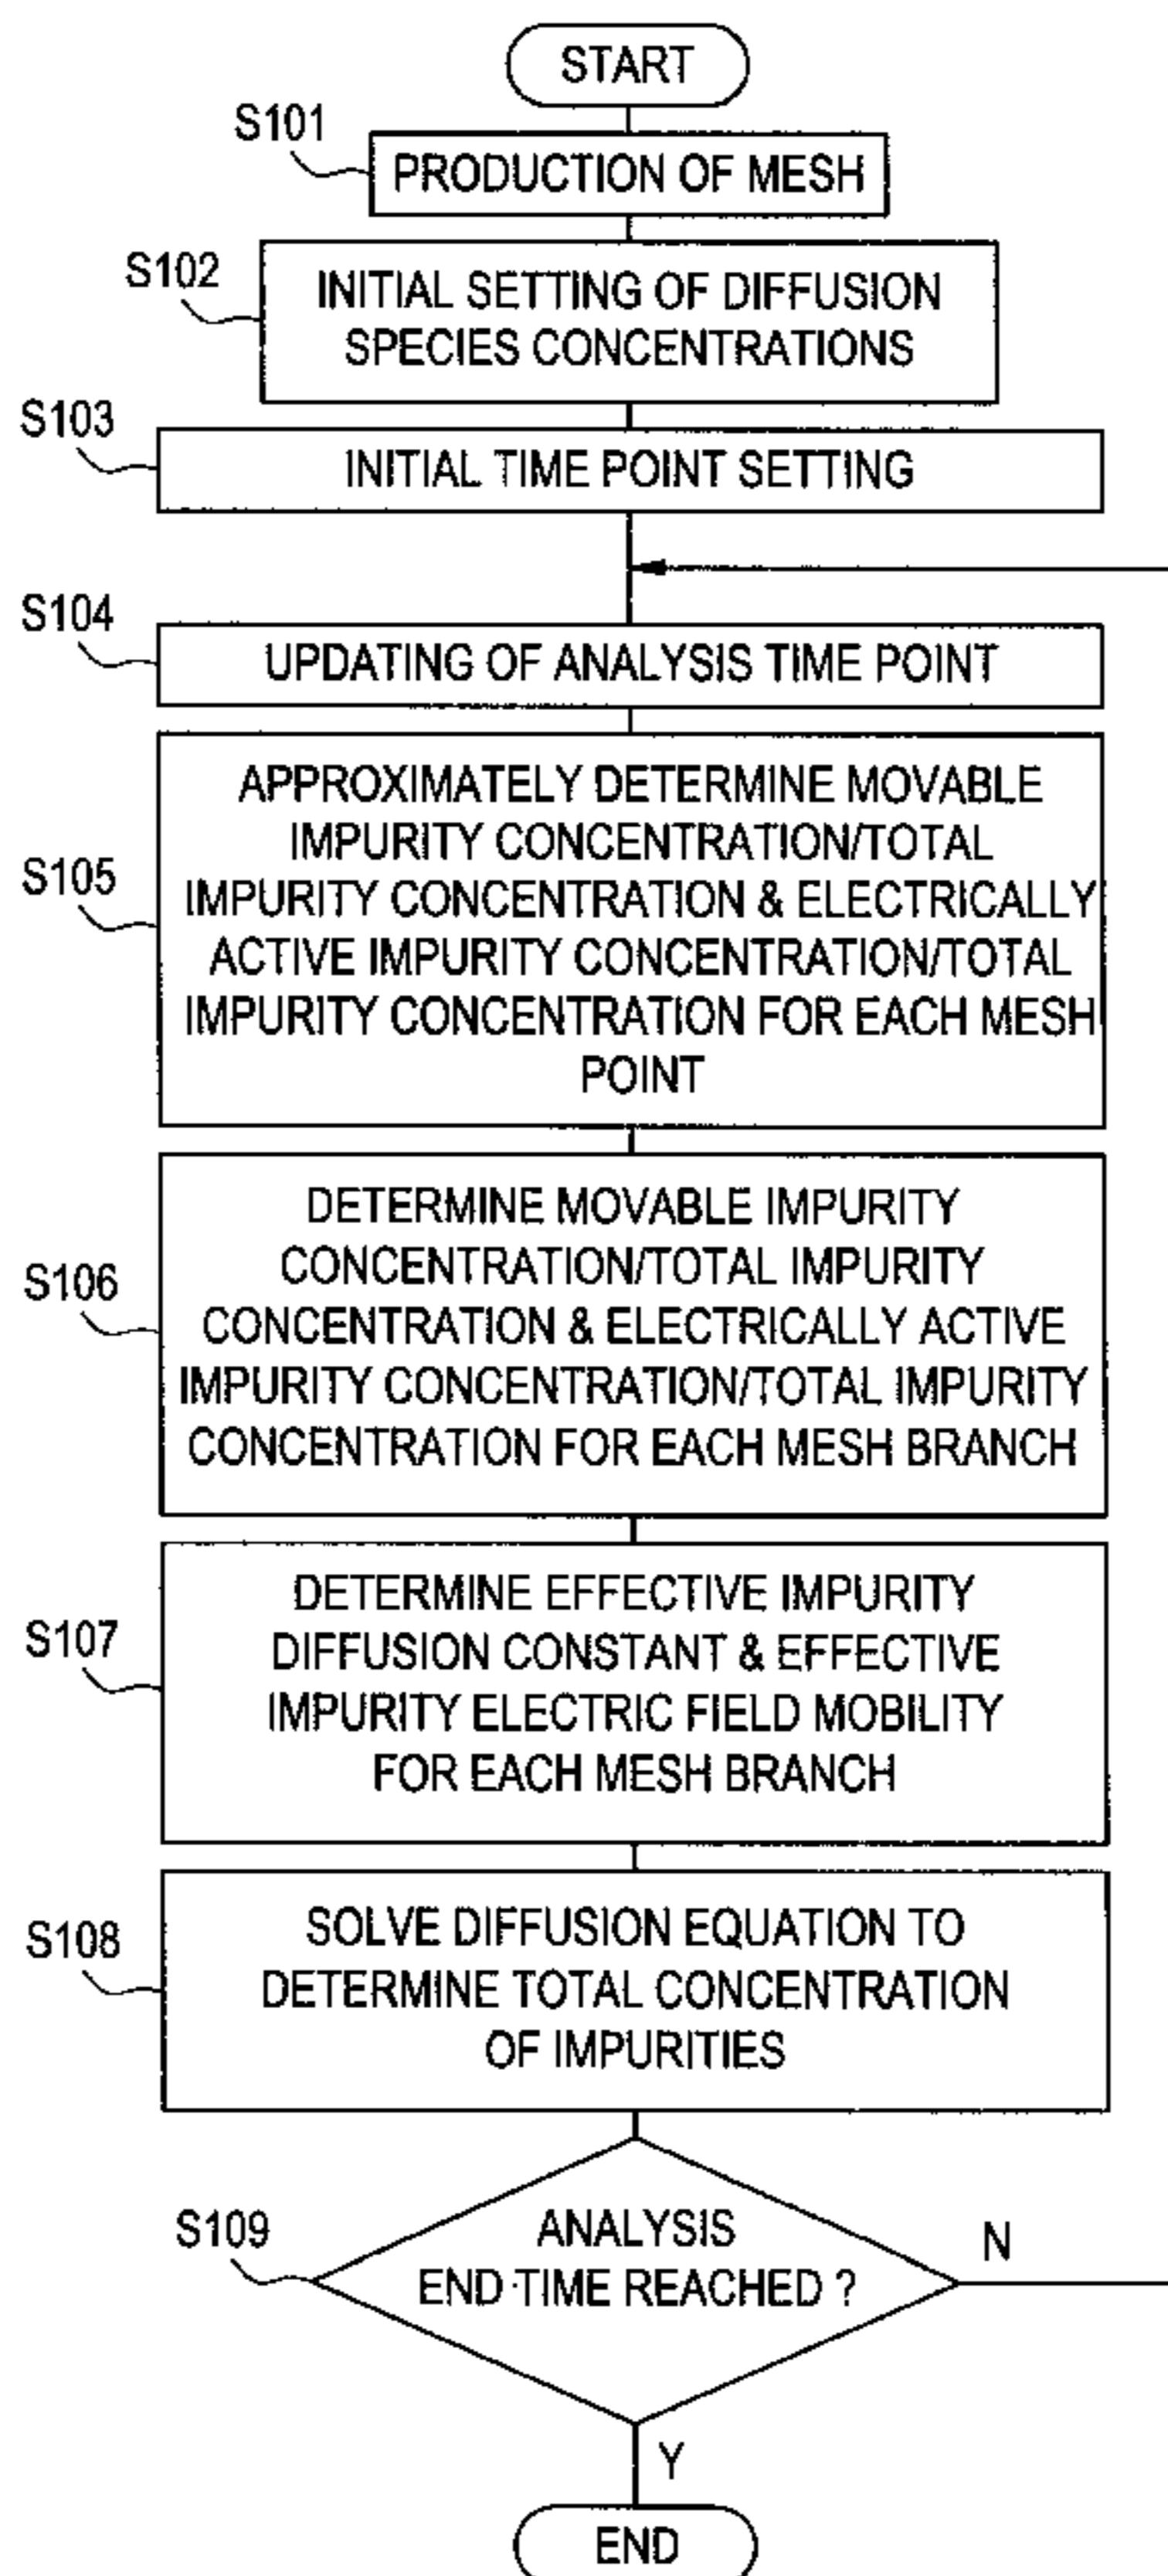 START
S101
PRODUCTION OF MESH
S102
INITIAL SETTING OF DIFFUSION
SPECIES CONCENTRATIONS
S103
INITIAL TIME POINT SETTING
S104
UPDATING OF ANALYSIS TIME POINT
S105
APPROXIMATELY DETERMINE MOVABLE
IMPURITY CONCENTRATION/TOTAL
IMPURITY CONCENTRATION & ELECTRICALLY
ACTIVE IMPURITY CONCENTRATION/TOTAL
IMPURITY CONCENTRATION FOR EACH MESH
POINT
S106
DETERMINE MOVABLE IMPURITY
CONCENTRATION/TOTAL IMPURITY
CONCENTRATION & ELECTRICALLY ACTIVE
IMPURITY CONCENTRATION/TOTAL IMPURITY
CONCENTRATION FOR EACH MESH BRANCH
S107
DETERMINE EFFECTIVE IMPURITY
DIFFUSION CONSTANT & EFFECTIVE
IMPURITY ELECTRIC FIELD MOBILITY
FOR EACH MESH BRANCH
S108
SOLVE DIFFUSION EQUATION TO
DETERMINE TOTAL CONCENTRATION
OF IMPURITIES
S109
ANALYSIS
END TIME REACHED ?
N
Y
END